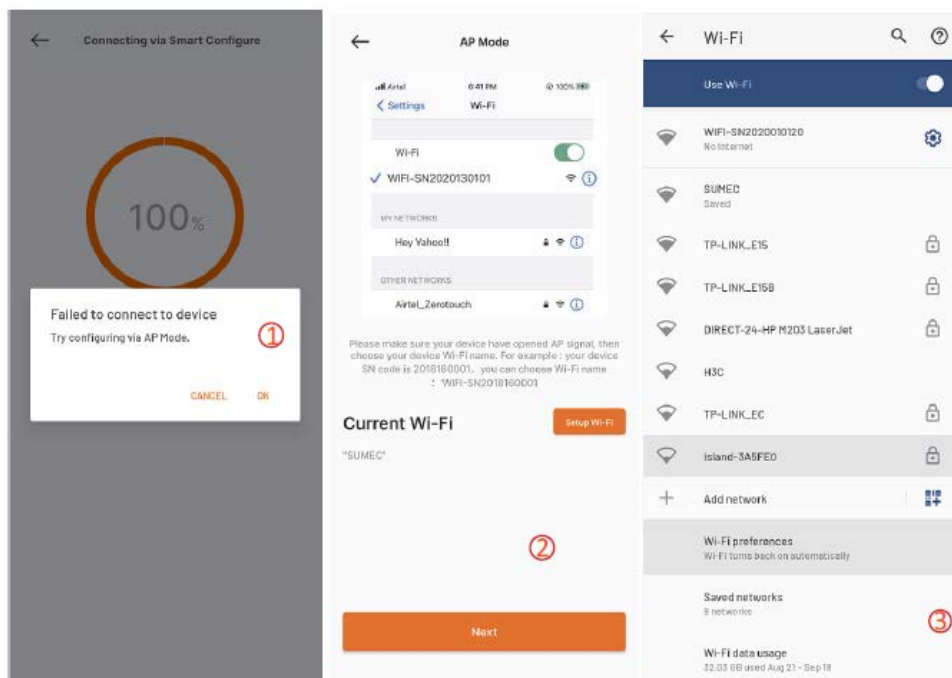 Connecting via Smart Configure
100%
Failed to connect to device
Try configuring via AP Mode.
①
CANCEL OK
AP Mode
Airtel 6:41 PM 100%
Settings Wi-Fi
Wi-Fi
WIFI-SN2020130101
MY NETWORKS
Hey Yahoo!!
OTHER NETWORKS
Airtel_Zerotouch
Please make sure your device have opened AP signal, then
choose your device Wi-Fi name. For example : your device
SN code is 2018160001, you can choose Wi-Fi name
: 'WIFI-SN2018160001
Current Wi-Fi
Setup Wi-Fi
"SUMEC"
②
Next
Wi-Fi
Use Wi-Fi
WIFI-SN2020010120
No Internet
SUMEC
Saved
TP-LINK_E15
TP-LINK_E15B
DIRECT-24-HP M203 LaserJet
H3C
TP-LINK_EC
island-3A5FE0
Add network
Wi-Fi preferences
Wi-Fi turns back on automatically
Saved networks
9 networks
③
Wi-Fi data usage
32.03 GB used Aug 21 - Sep 18